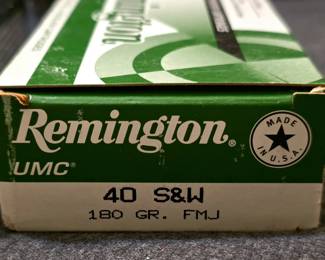 Remington®
UMC®
MADE
IN U.S.A.
40 S&W
180 GR. FMJ